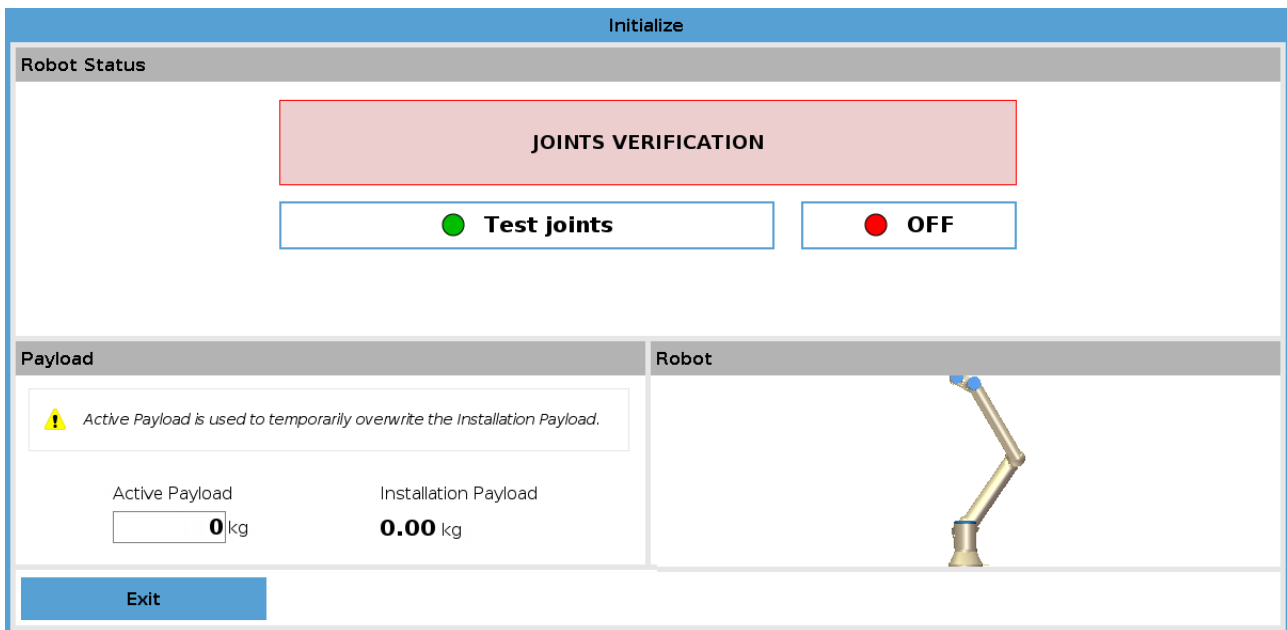 Initialize
Robot Status
JOINTS VERIFICATION
Test joints
OFF
Payload
Active Payload is used to temporarily overwrite the Installation Payload.
Active Payload
Installation Payload
0 kg
0.00 kg
Robot
Exit